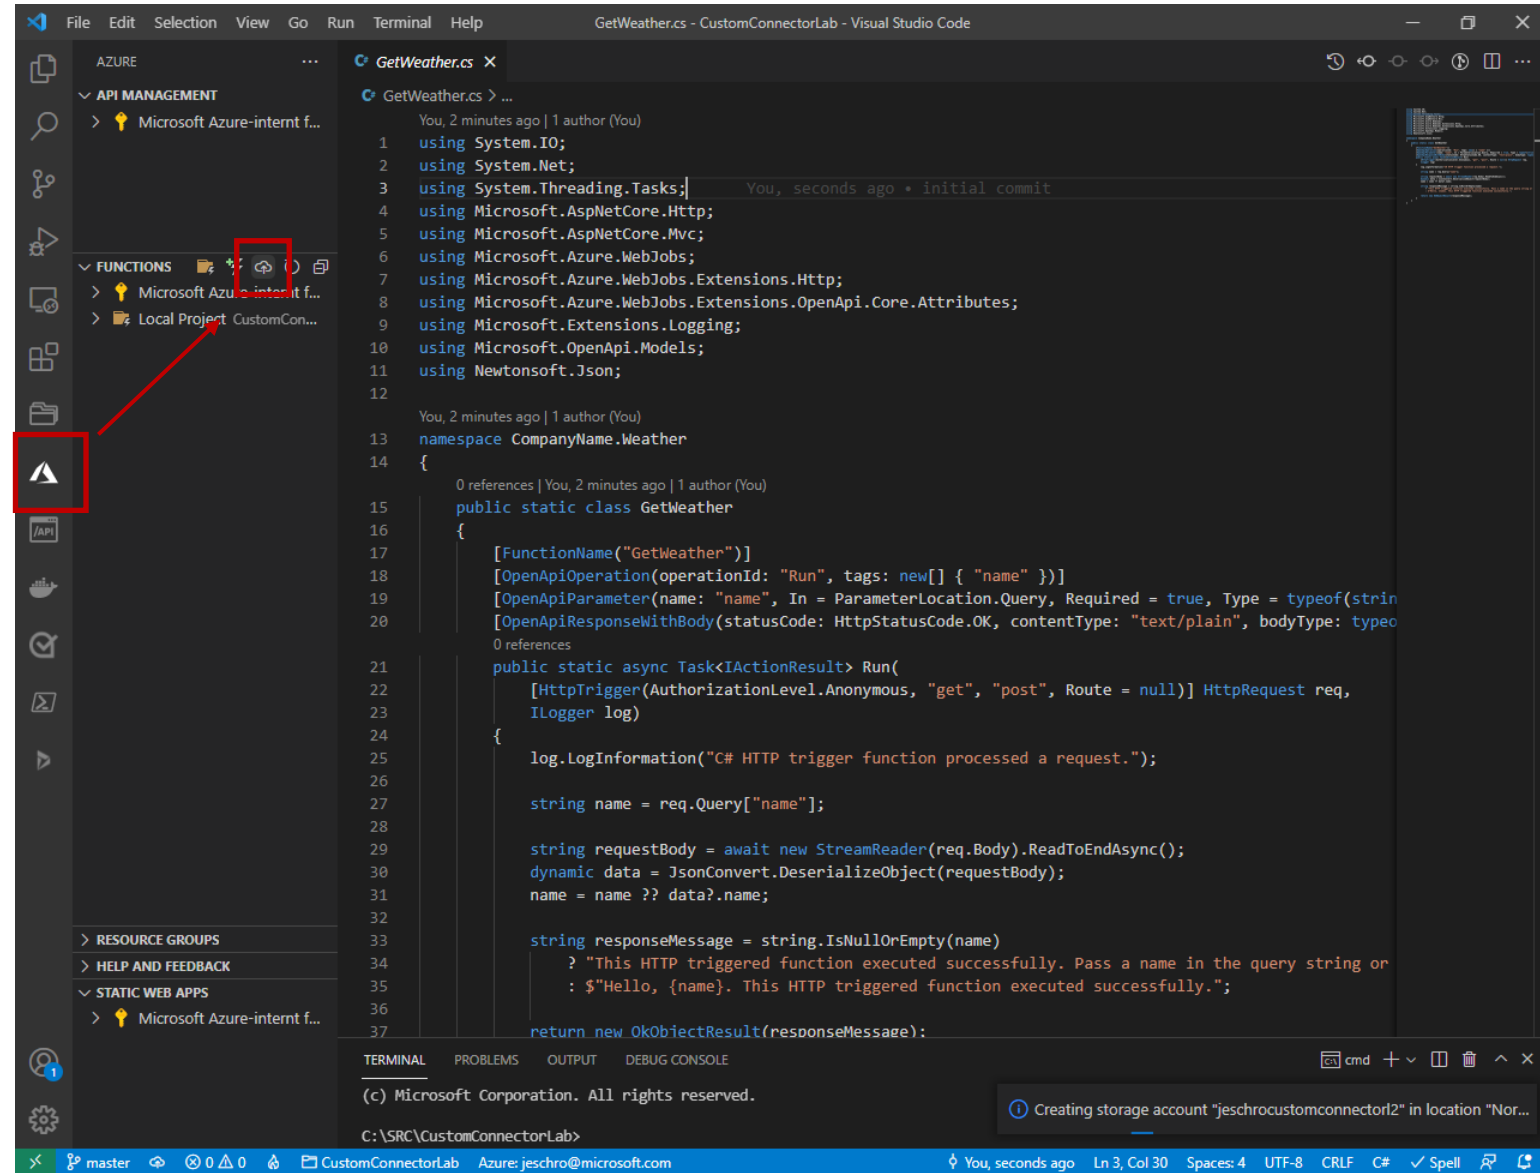 File Edit Selection View Go Run Terminal Help GetWeather.cs - CustomConnectorLab - Visual Studio Code
AZURE
API MANAGEMENT
Microsoft Azure-internt f...
FUNCTIONS
Microsoft Azure-internt f...
Local Project CustomCon...
RESOURCE GROUPS
HELP AND FEEDBACK
STATIC WEB APPS
Microsoft Azure-internt f...
/API
1
GetWeather.cs
GetWeather.cs > ...
You, 2 minutes ago | 1 author (You)
1 using System.IO;
2 using System.Net;
3 using System.Threading.Tasks; You, seconds ago • initial commit
4 using Microsoft.AspNetCore.Http;
5 using Microsoft.AspNetCore.Mvc;
6 using Microsoft.Azure.WebJobs;
7 using Microsoft.Azure.WebJobs.Extensions.Http;
8 using Microsoft.Azure.WebJobs.Extensions.OpenApi.Core.Attributes;
9 using Microsoft.Extensions.Logging;
10 using Microsoft.OpenApi.Models;
11 using Newtonsoft.Json;
12
You, 2 minutes ago | 1 author (You)
13 namespace CompanyName.Weather
14 {
0 references | You, 2 minutes ago | 1 author (You)
15 public static class GetWeather
16 {
17 [FunctionName("GetWeather")]
18 [OpenApiOperation(operationId: "Run", tags: new[] { "name" })]
19 [OpenApiParameter(name: "name", In = ParameterLocation.Query, Required = true, Type = typeof(strin
20 [OpenApiResponseWithBody(statusCode: HttpStatusCode.OK, contentType: "text/plain", bodyType: typeo
0 references
21 public static async Task<IActionResult> Run(
22 [HttpTrigger(AuthorizationLevel.Anonymous, "get", "post", Route = null)] HttpRequest req,
23 ILogger log)
24 {
25 log.LogInformation("C# HTTP trigger function processed a request.");
26
27 string name = req.Query["name"];
28
29 string requestBody = await new StreamReader(req.Body).ReadToEndAsync();
30 dynamic data = JsonConvert.DeserializeObject(requestBody);
31 name = name ?? data?.name;
32
33 string responseMessage = string.IsNullOrEmpty(name)
34 ? "This HTTP triggered function executed successfully. Pass a name in the query string or
35 : $"Hello, {name}. This HTTP triggered function executed successfully.";
36
37 return new OkObjectResult(responseMessage);
TERMINAL PROBLEMS OUTPUT DEBUG CONSOLE cmd
(c) Microsoft Corporation. All rights reserved.
C:\SRC\CustomConnectorLab>
Creating storage account "jeschrocustomconnectorl2" in location "Nor...
master 0 0 CustomConnectorLab Azure: jeschro@microsoft.com You, seconds ago Ln 3, Col 30 Spaces: 4 UTF-8 CRLF C# Spell